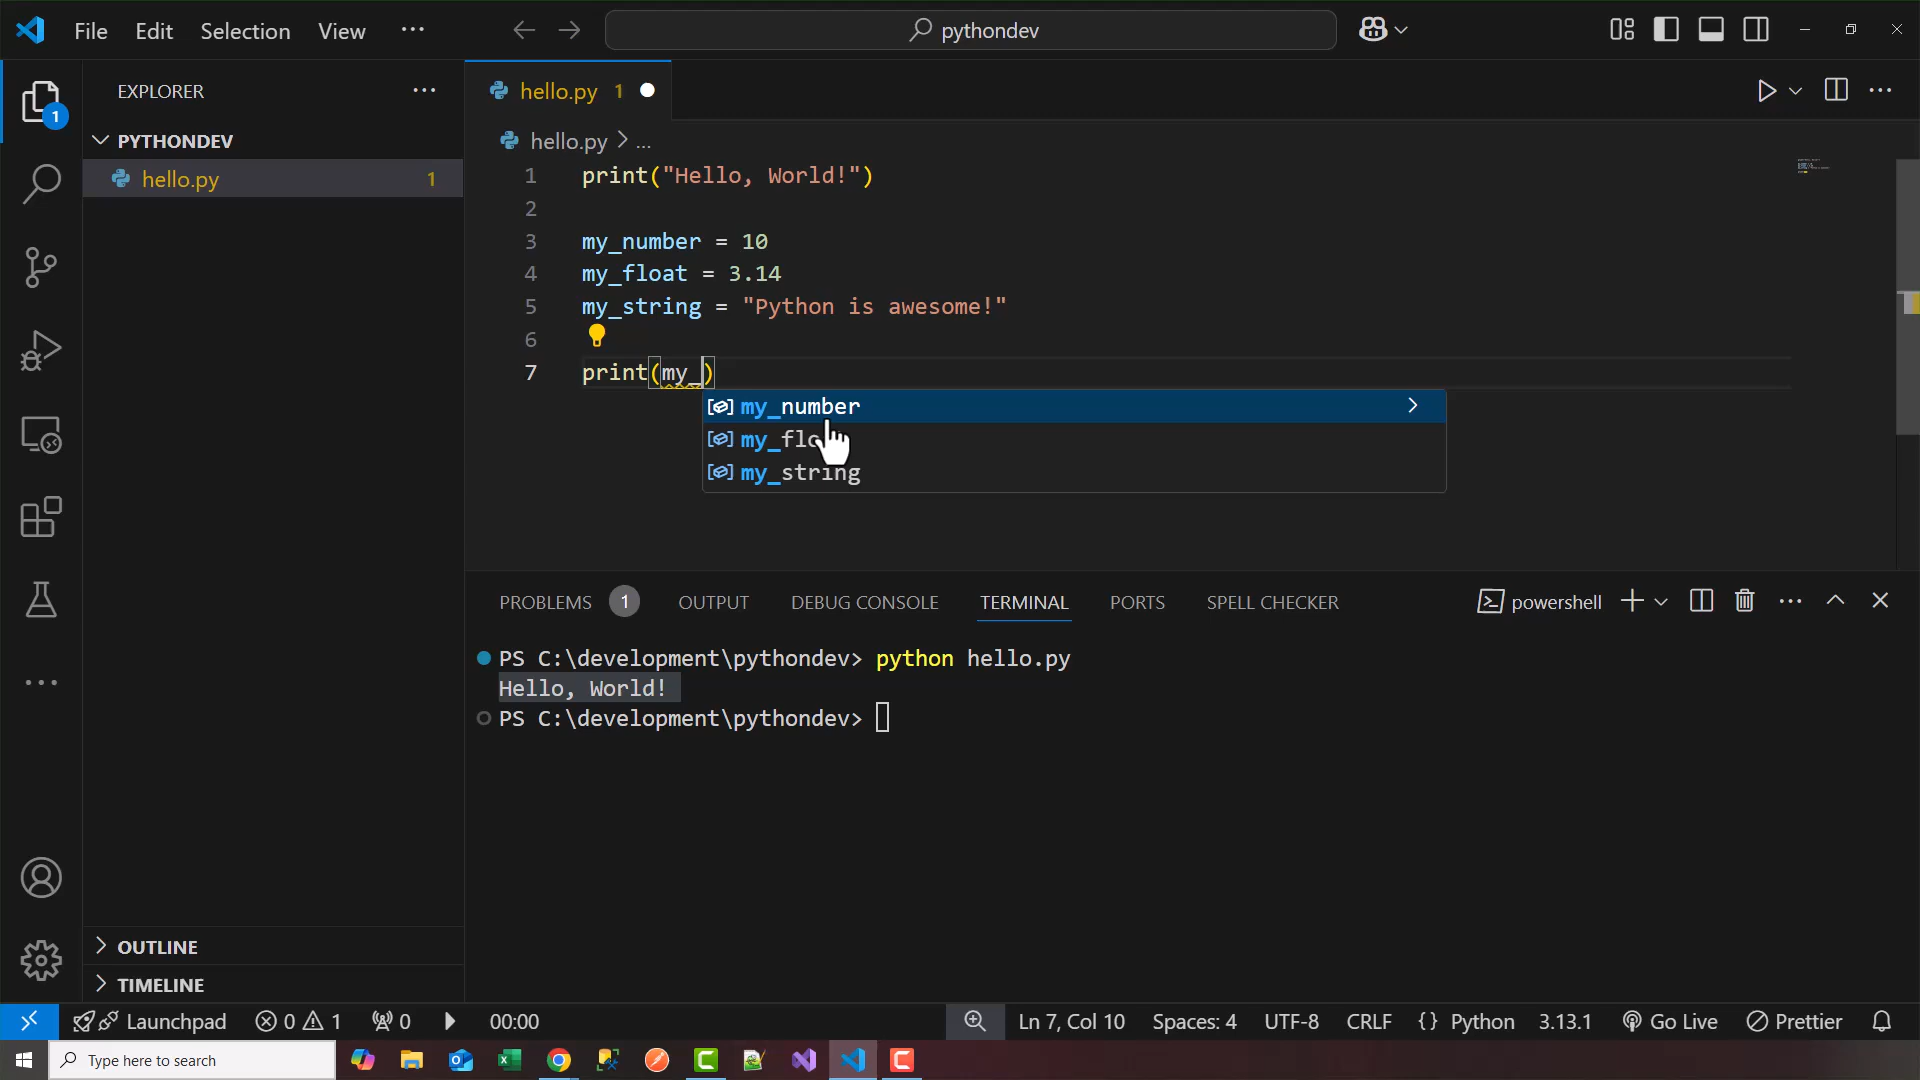 File Edit Selection View ...
pythondev
EXPLORER
hello.py 1
PYTHONDEV
hello.py 1
hello.py > ...
1 print("Hello, World!")
2
3 my_number = 10
4 my_float = 3.14
5 my_string = "Python is awesome!"
6
7 print(my_)
my_number
my_flo
my_string
PROBLEMS 1 OUTPUT DEBUG CONSOLE TERMINAL PORTS SPELL CHECKER powershell
PS C:\development\pythondev> python hello.py
Hello, World!
PS C:\development\pythondev>
1
OUTLINE
TIMELINE
Launchpad 0 1 0 00:00 Ln 7, Col 10 Spaces: 4 UTF-8 CRLF {} Python 3.13.1 Go Live Prettier
Type here to search